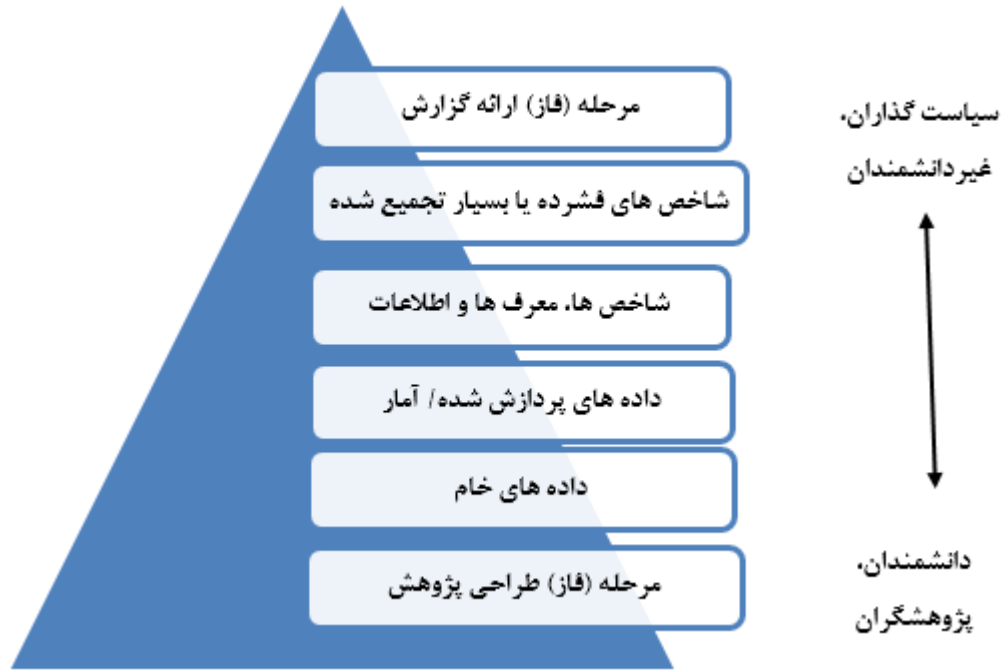 مرحله (فاز) ارائه گزارش
شاخص های فشرده یا بسیار تجمیع شده
شاخص ها، معرف ها و اطلاعات
داده های پردازش شده/ آمار
داده های خام
مرحله (فاز) طراحی پژوهش
سیاست گذاران،
غیردانشمندان
دانشمندان،
پژوهشگران